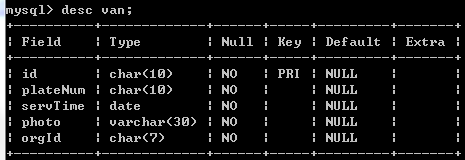 mysql> desc van;
+----------+-------------+------+-----+---------+-------+
| Field    | Type        | Null | Key | Default | Extra |
+----------+-------------+------+-----+---------+-------+
| id       | char(10)    | NO   | PRI | NULL    |       |
| plateNum | char(10)    | NO   |     | NULL    |       |
| servTime | date        | NO   |     | NULL    |       |
| photo    | varchar(30) | NO   |     | NULL    |       |
| orgId    | char(7)     | NO   |     | NULL    |       |
+----------+-------------+------+-----+---------+-------+